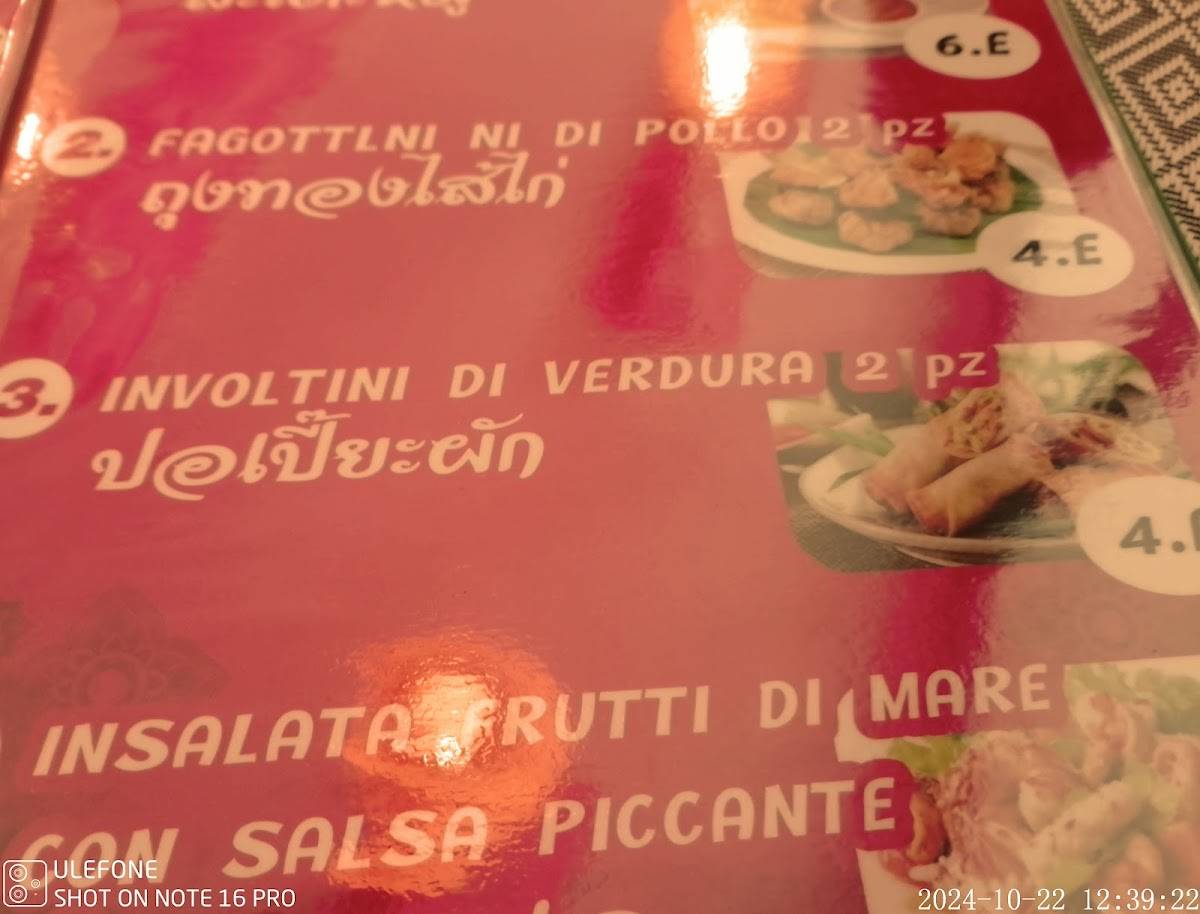 6.E
2. FAGOTTLNI NI DI POLLO 2 pz
ถุงทองไส้ไก่
4.E
3. INVOLTINI DI VERDURA 2 pz
ปอเปี๊ยะผัก
4.E
INSALATA FRUTTI DI MARE
CON SALSA PICCANTE
ULEFONE
SHOT ON NOTE 16 PRO
2024-10-22 12:39:22